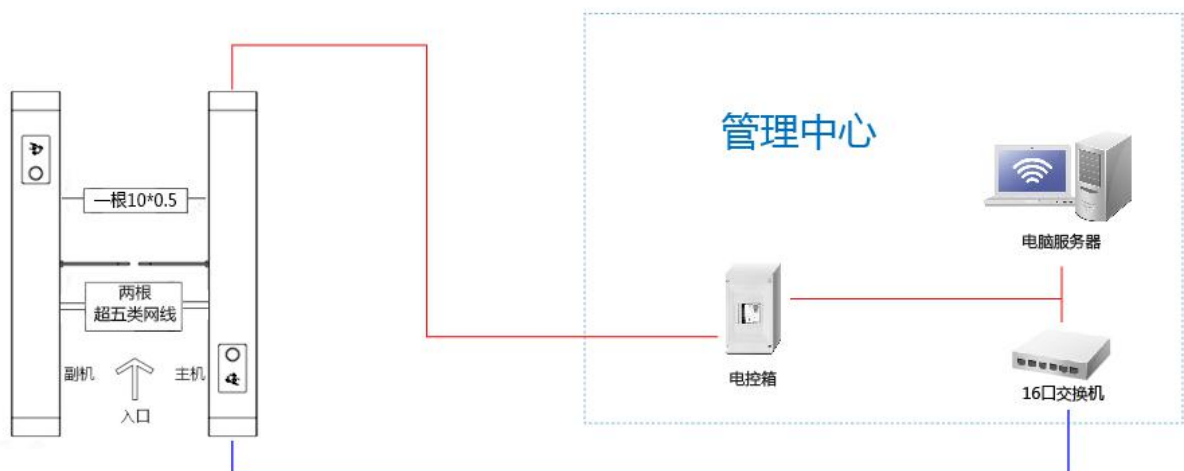 管理中心
一根10*0.5
电脑服务器
两根
超五类网线
副机
主机
入口
电控箱
16口交换机